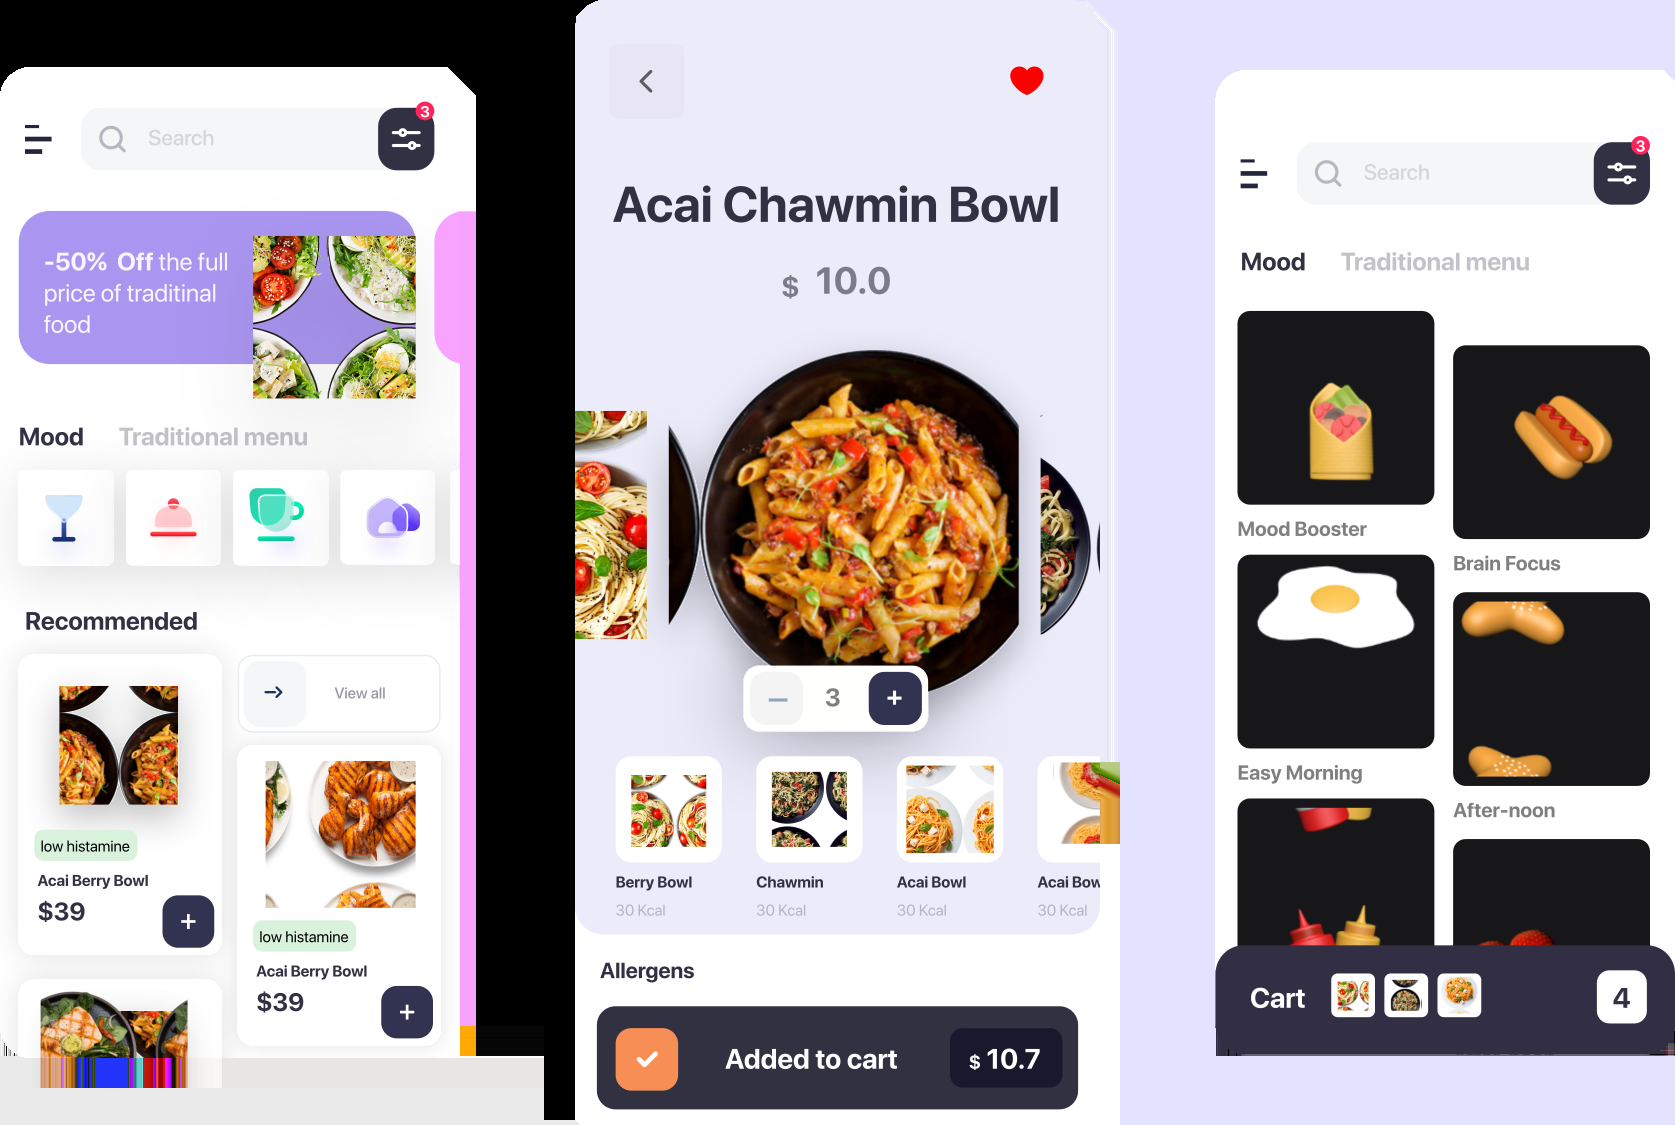 3
Search
-50% Off the full
price of traditinal
food
Mood Traditional menu
Recommended
View all
low histamine
Acai Berry Bowl
$39
+
low histamine
Acai Berry Bowl
$39
+
Acai Chawmin Bowl
$ 10.0
3
+
Berry Bowl
30 Kcal
Chawmin
30 Kcal
Acai Bowl
30 Kcal
Acai Bow
30 Kcal
Allergens
Added to cart
$ 10.7
3
Search
Mood Traditional menu
Mood Booster
Brain Focus
Easy Morning
After-noon
Cart
4